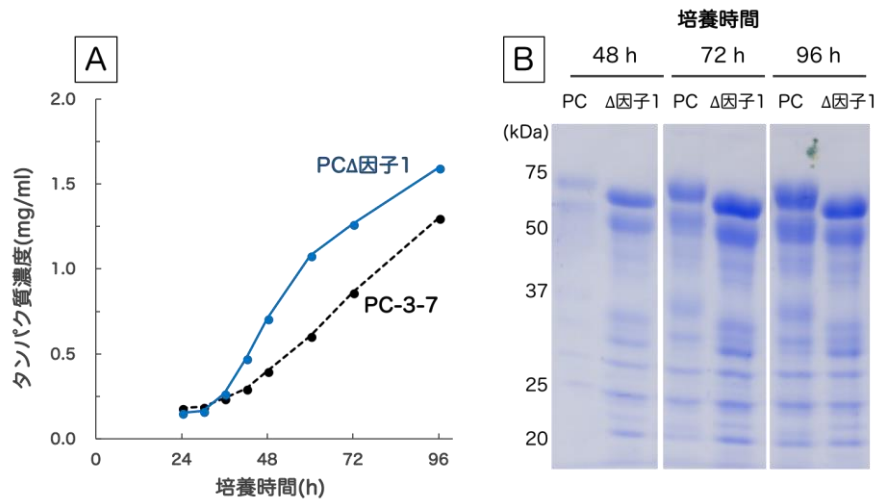 A
2.0
1.5
1.0
0.5
0.0
タンパク質濃度(mg/ml)
PCΔ因子1
PC-3-7
0
24
48
72
96
培養時間(h)
B
培養時間
48 h
72 h
96 h
PC Δ因子1 PC Δ因子1 PC Δ因子1
(kDa)
75
50
37
25
20